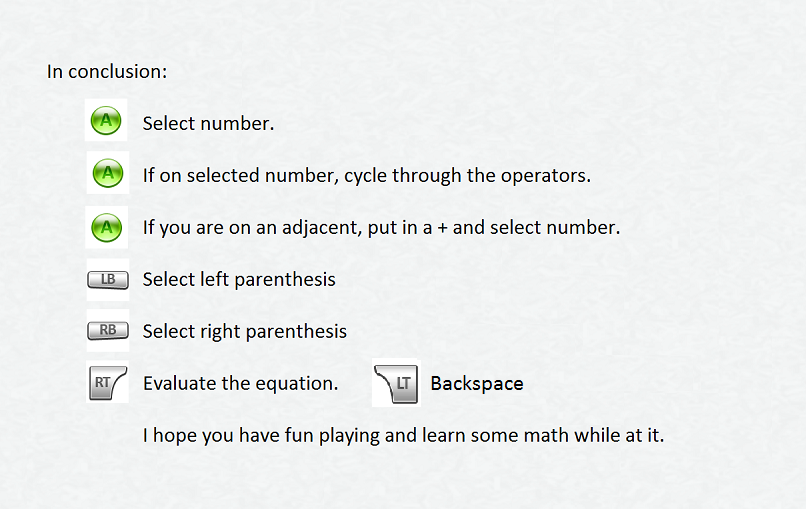 In conclusion:
A Select number.
A If on selected number, cycle through the operators.
A If you are on an adjacent, put in a + and select number.
LB Select left parenthesis
RB Select right parenthesis
RT Evaluate the equation. LT Backspace
I hope you have fun playing and learn some math while at it.